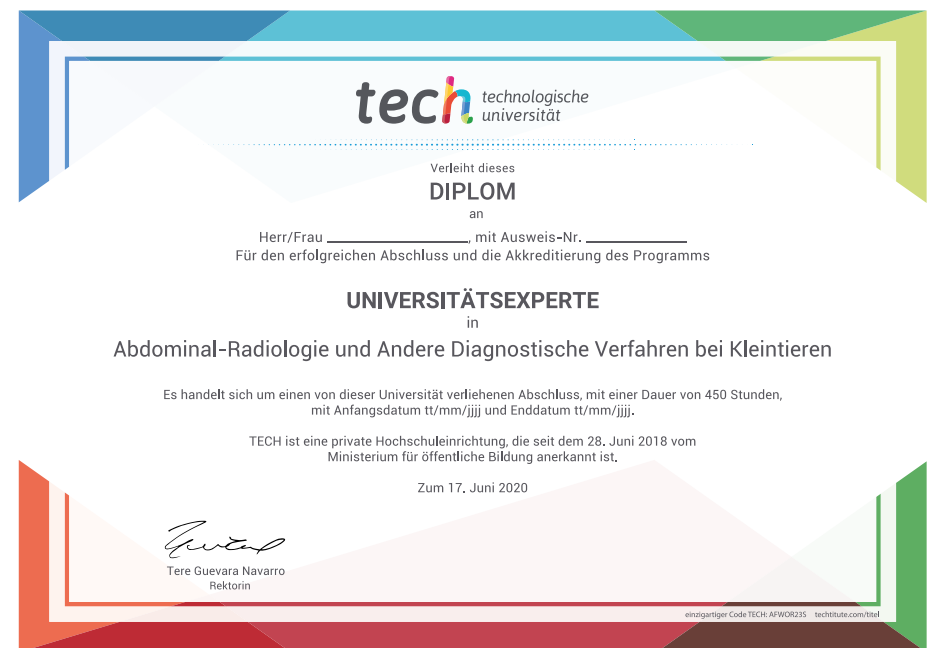 tech technologische
universität
Verleiht dieses
DIPLOM
an
Herr/Frau ____________________, mit Ausweis-Nr. ______________
Für den erfolgreichen Abschluss und die Akkreditierung des Programms
UNIVERSITÄTSEXPERTE
in
Abdominal-Radiologie und Andere Diagnostische Verfahren bei Kleintieren
Es handelt sich um einen von dieser Universität verliehenen Abschluss, mit einer Dauer von 450 Stunden,
mit Anfangsdatum tt/mm/jjjj und Enddatum tt/mm/jjjj.
TECH ist eine private Hochschuleinrichtung, die seit dem 28. Juni 2018 vom
Ministerium für öffentliche Bildung anerkannt ist.
Zum 17. Juni 2020
Tere Guevara Navarro
Rektorin
einzigartiger Code TECH: AFWOR23S techtitute.com/titel